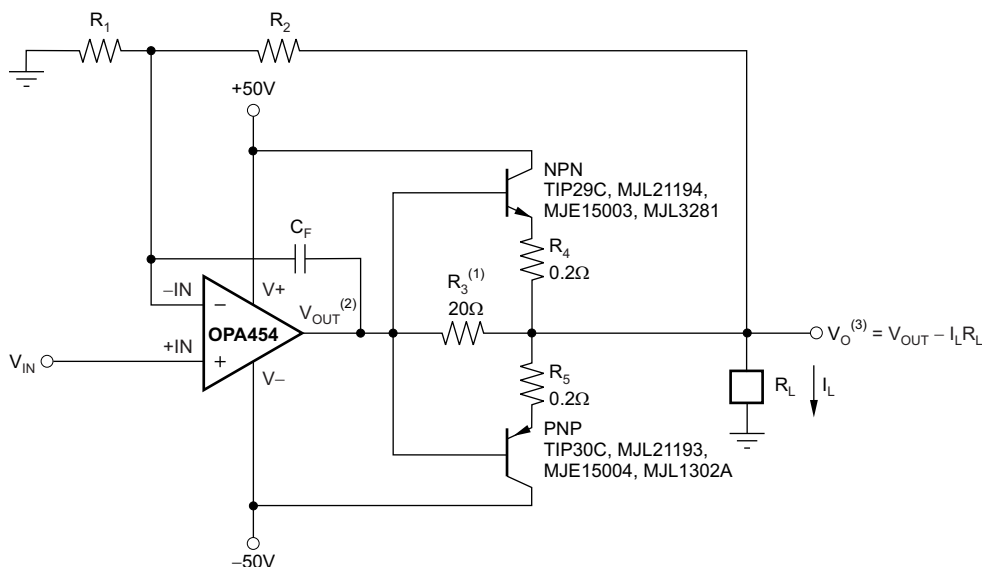 R1
R2
+50V
NPN
TIP29C, MJL21194,
MJE15003, MJL3281
CF
R4
0.2Ω
R3(1)
20Ω
–IN
V+
VOUT(2)
OPA454
+IN
VIN
V–
VO(3) = VOUT – ILRL
R5
0.2Ω
RL
IL
PNP
TIP30C, MJL21193,
MJE15004, MJL1302A
–50V